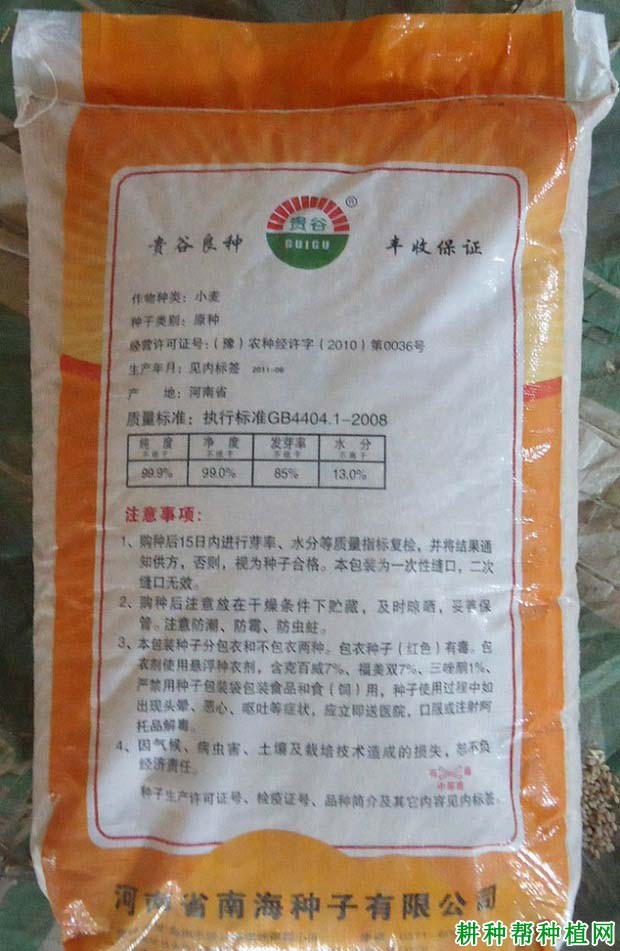 贵谷良种
贵谷
®
GUIGU
丰收保证
作物种类：小麦
种子类别：原种
经营许可证号：（豫）农种经许字（2010）第0036号
生产年月：见内标签 2011-08
产 地：河南省
质量标准：执行标准GB4404.1-2008
纯 度 净 度 发芽率 水 分
不低于 不低于 不低于 不高于
99.9% 99.0% 85% 13.0%
注意事项：
1、购种后15日内进行芽率、水分等质量指标复检，并将结果通
知供方，否则，视为种子合格。本包装为一次性缝口，二次
缝口无效。
2、购种后注意放在干燥条件下贮藏，及时晾晒，妥善保
管。注意防潮、防霉、防虫蛀。
3、本包装种子分包衣和不包衣两种。包衣种子（红色）有毒。包
衣剂使用悬浮种衣剂，含克百威7%、福美双7%、三唑酮1%、
严禁用种子包装袋包装食品和食（饲）用，种子使用过程中如
出现头晕、恶心、呕吐等症状，应立即送医院，口服或注射阿
托品解毒。
4、因气候、病虫害、土壤及栽培技术造成的损失，恕不负
经济责任。
种子生产许可证号、检疫证号、品种简介及其它内容见内标签
河南省南海种子有限公司
耕种帮种植网